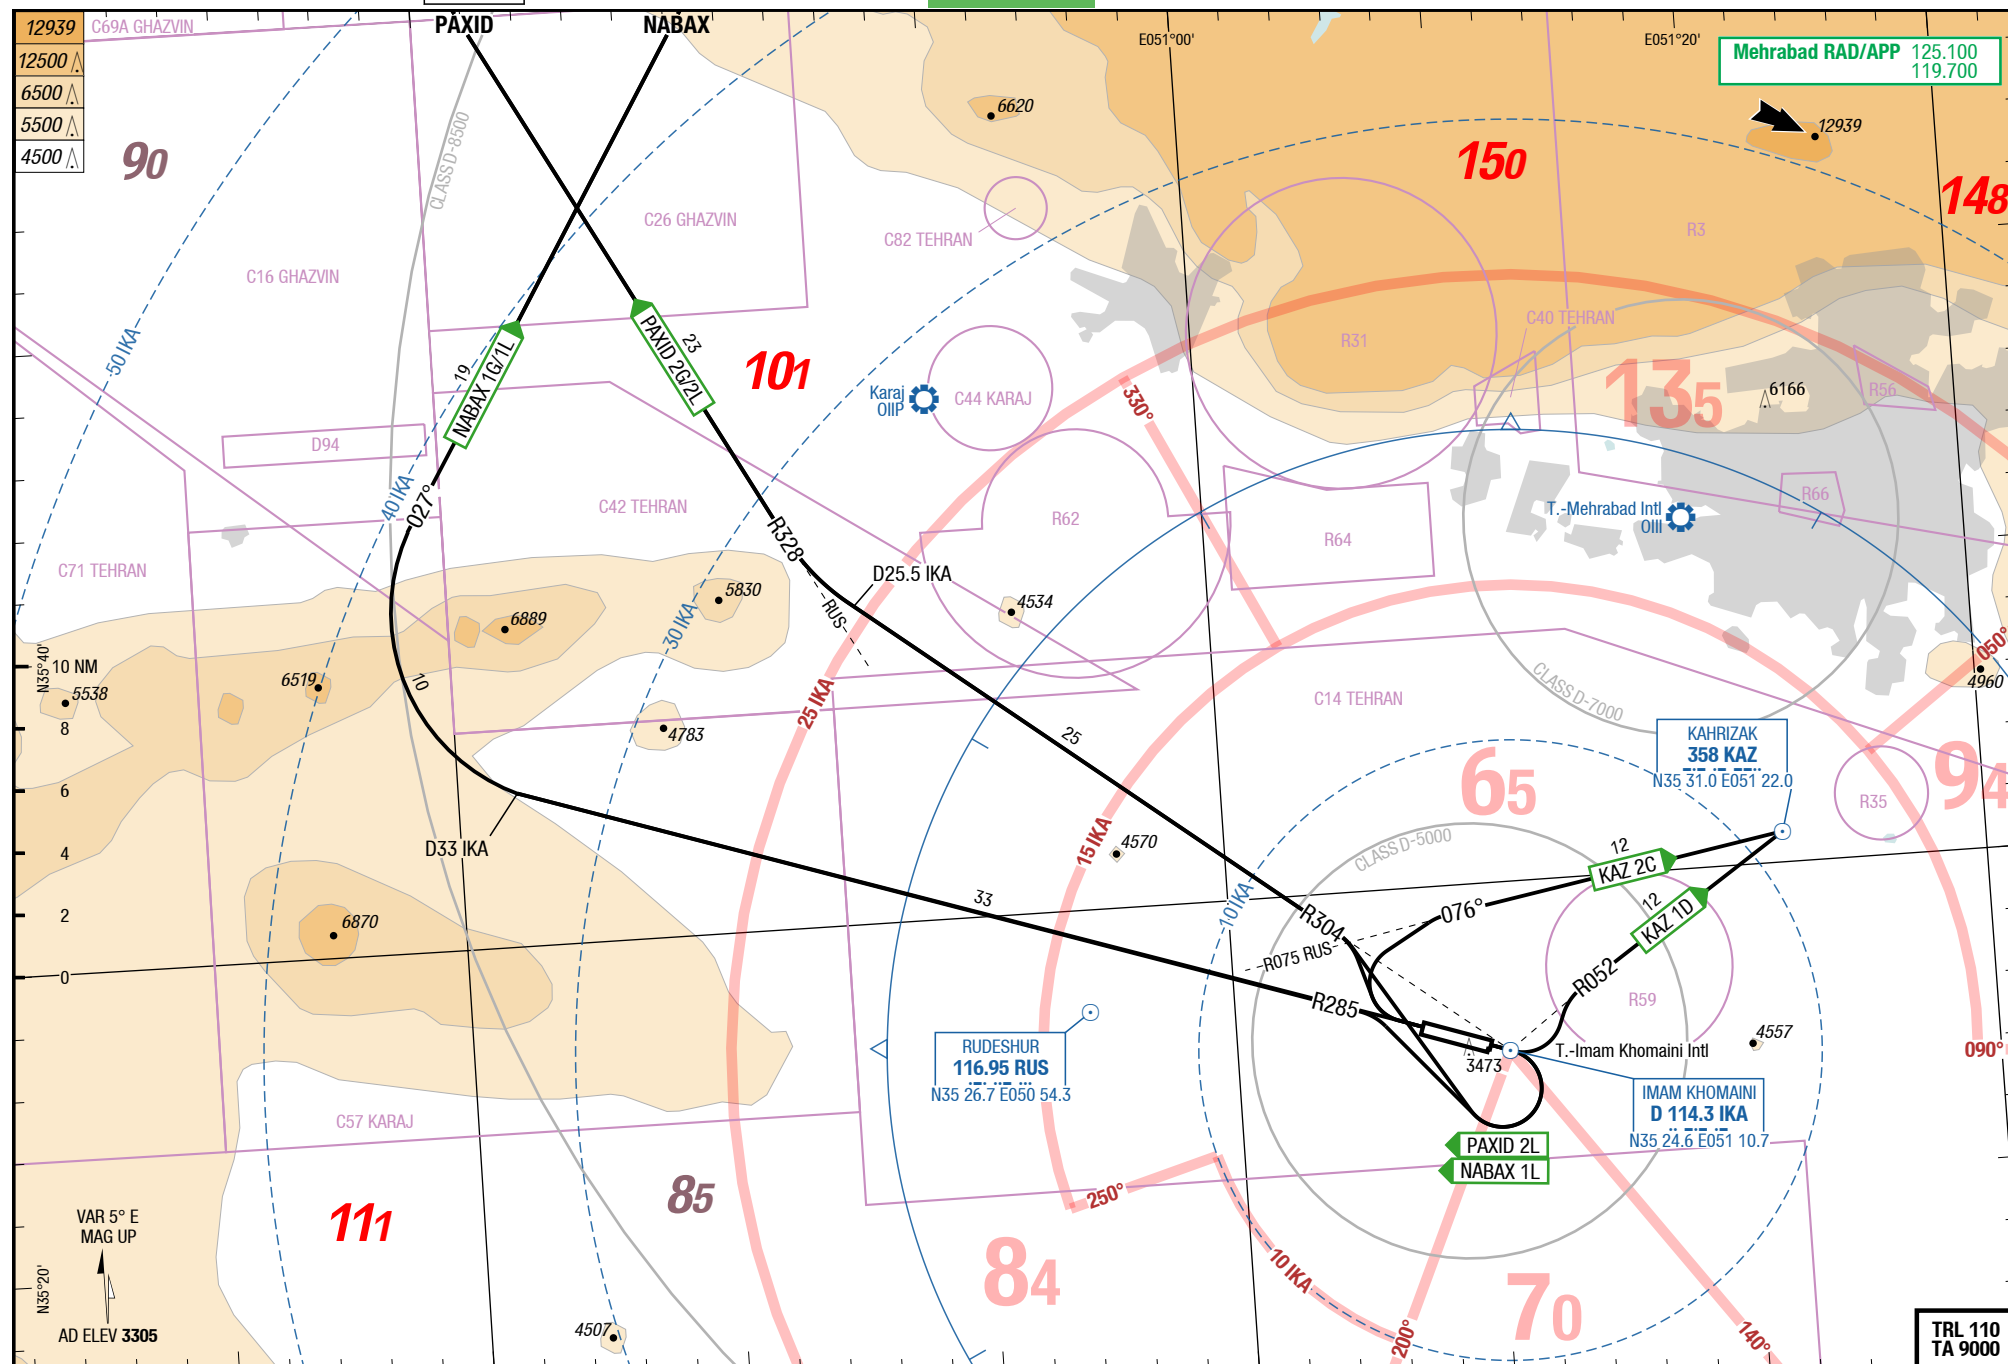 PAXID
NABAX
12939
12500
6500
5500
4500
C69A GHAZVIN
E051°00'
E051°20'
Mehrabad RAD/APP 125.100
119.700
6620
12939
90
150
148
CLASS D-8500
C26 GHAZVIN
C82 TEHRAN
R3
C16 GHAZVIN
50 IKA
19
NABAX 1G/1L
PAXID 2G/2L
23
101
C40 TEHRAN
R31
Karaj
OIIP
C44 KARAJ
330°
135
6166
R56
D94
40 IKA
027°
C42 TEHRAN
R62
R64
R66
T.-Mehrabad Intl
OIII
R328
D25.5 IKA
C71 TEHRAN
5830
RUS
4534
6889
30 IKA
N35°40'
10 NM
5538
6519
10
25 IKA
C14 TEHRAN
CLASS D-7000
050°
4960
8
4783
25
KAHRIZAK
358 KAZ
N35 31.0 E051 22.0
65
94
R35
6
D33 IKA
15 IKA
4570
CLASS D-5000
12
KAZ 2C
4
33
10 IKA
R304
076°
12
KAZ 1D
2
6870
R075 RUS
R052
0
R285
R59
4557
RUDESHUR
116.95 RUS
N35 26.7 E050 54.3
3473
T.-Imam Khomaini Intl
090°
IMAM KHOMAINI
D 114.3 IKA
N35 24.6 E051 10.7
C57 KARAJ
PAXID 2L
NABAX 1L
250°
111
85
84
10 IKA
70
VAR 5° E
MAG UP
N35°20'
AD ELEV 3305
4507
200°
140°
TRL 110
TA 9000